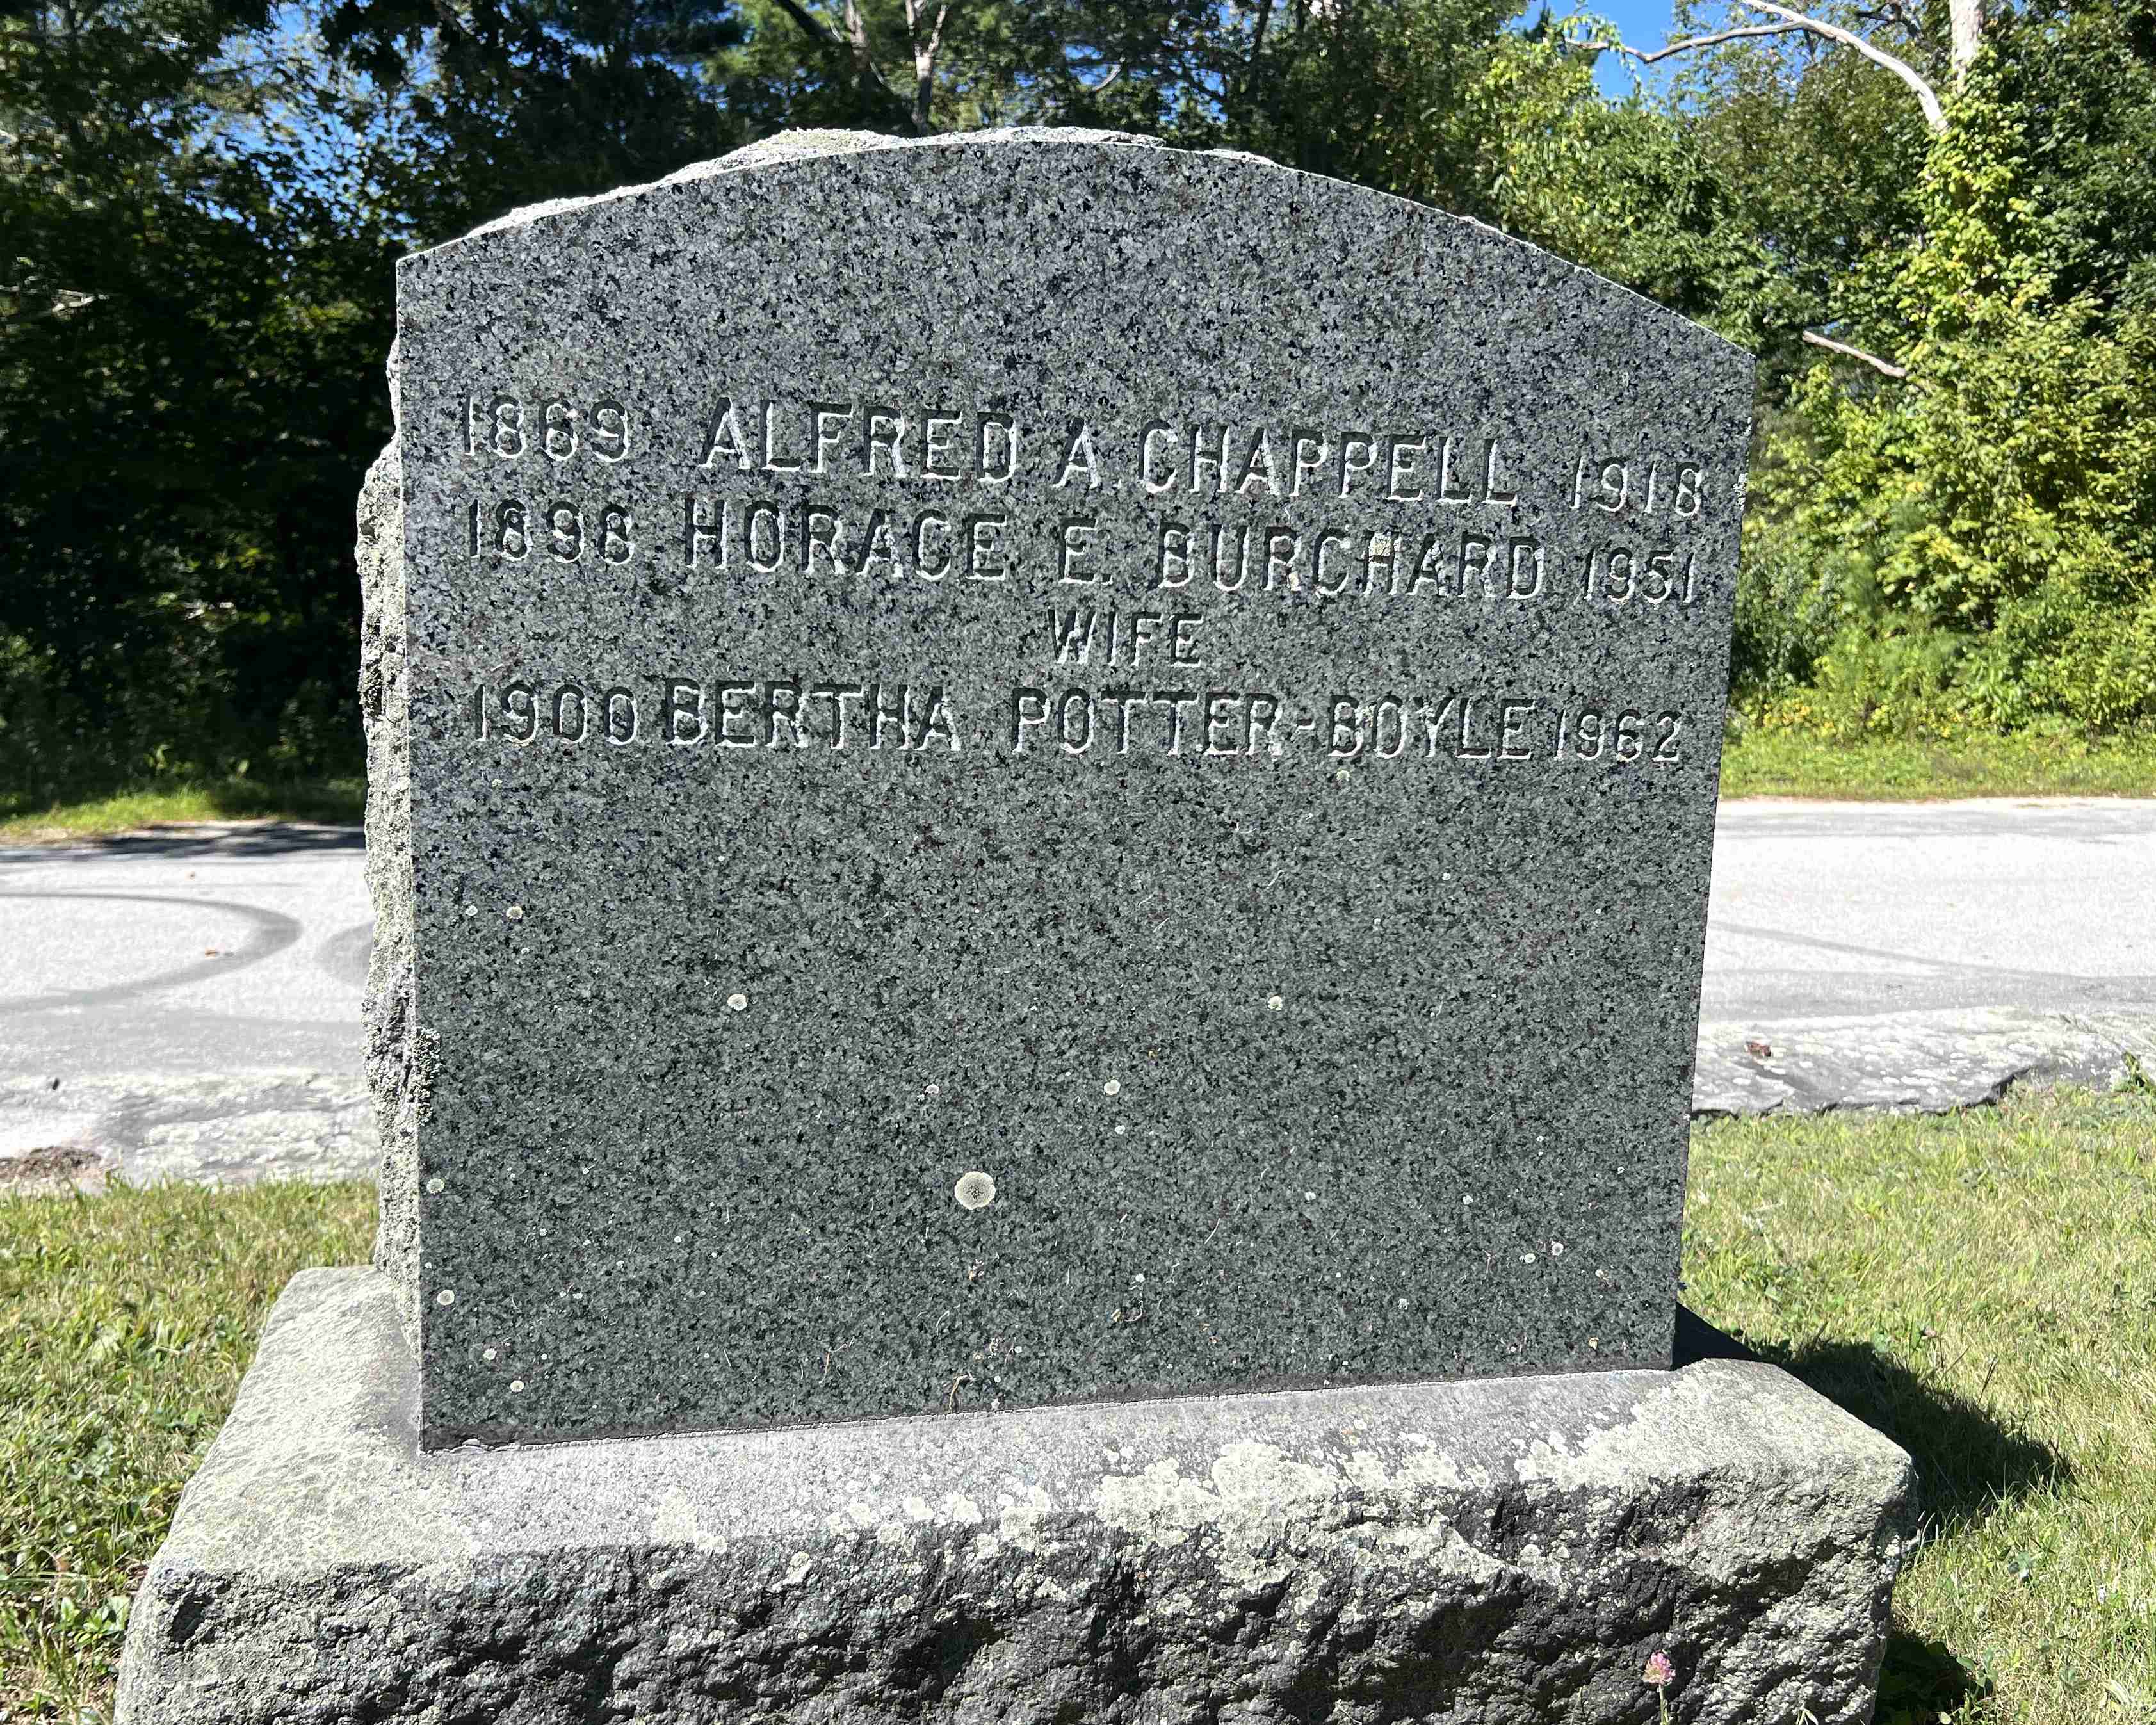 1869 ALFRED A. CHAPPELL 1918
1898 HORACE E. BURCHARD 1951
WIFE
1900 BERTHA POTTER-BOYLE 1962